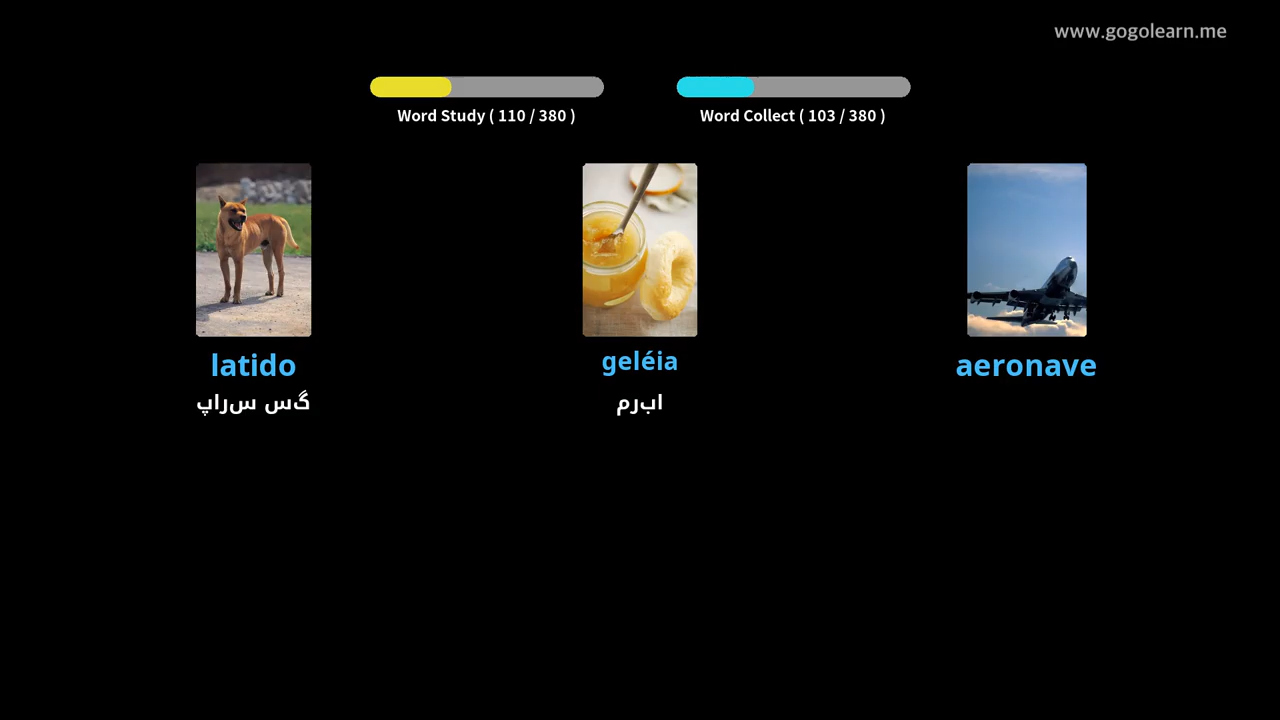 www.gogolearn.me
Word Study ( 110 / 380 )
Word Collect ( 103 / 380 )
latido
گس سراپ
geléia
ابرم
aeronave